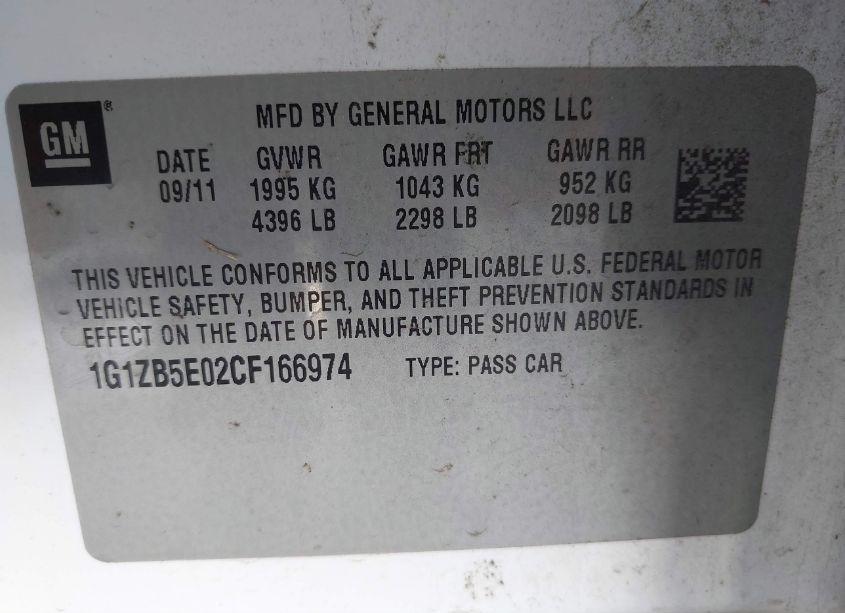 GM®
MFD BY GENERAL MOTORS LLC
DATE GVWR GAWR FRT GAWR RR
09/11 1995 KG 1043 KG 952 KG
4396 LB 2298 LB 2098 LB
THIS VEHICLE CONFORMS TO ALL APPLICABLE U.S. FEDERAL MOTOR
VEHICLE SAFETY, BUMPER, AND THEFT PREVENTION STANDARDS IN
EFFECT ON THE DATE OF MANUFACTURE SHOWN ABOVE.
1G1ZB5E02CF166974 TYPE: PASS CAR